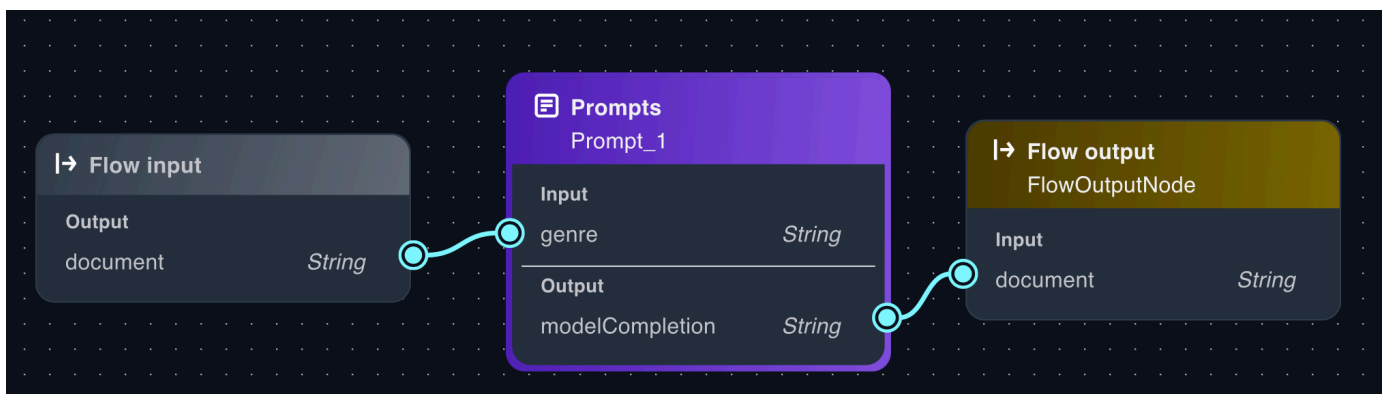 Flow input
Output
document String
Prompts
Prompt_1
Input
genre String
Output
modelCompletion String
Flow output
FlowOutputNode
Input
document String